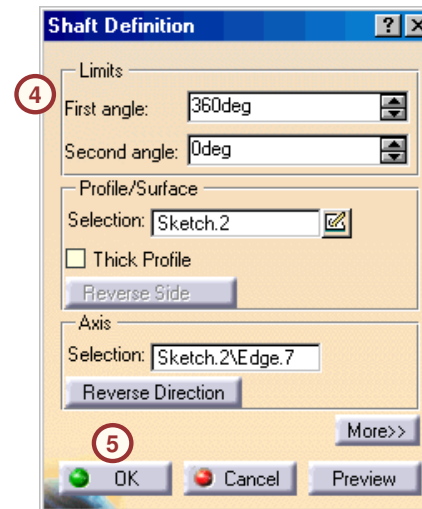 Shaft Definition ? X
Limits
4
First angle: 360deg
Second angle: 0deg
Profile/Surface
Selection: Sketch.2
Thick Profile
Reverse Side
Axis
Selection: Sketch.2\Edge.7
Reverse Direction
More>>
5
OK Cancel Preview